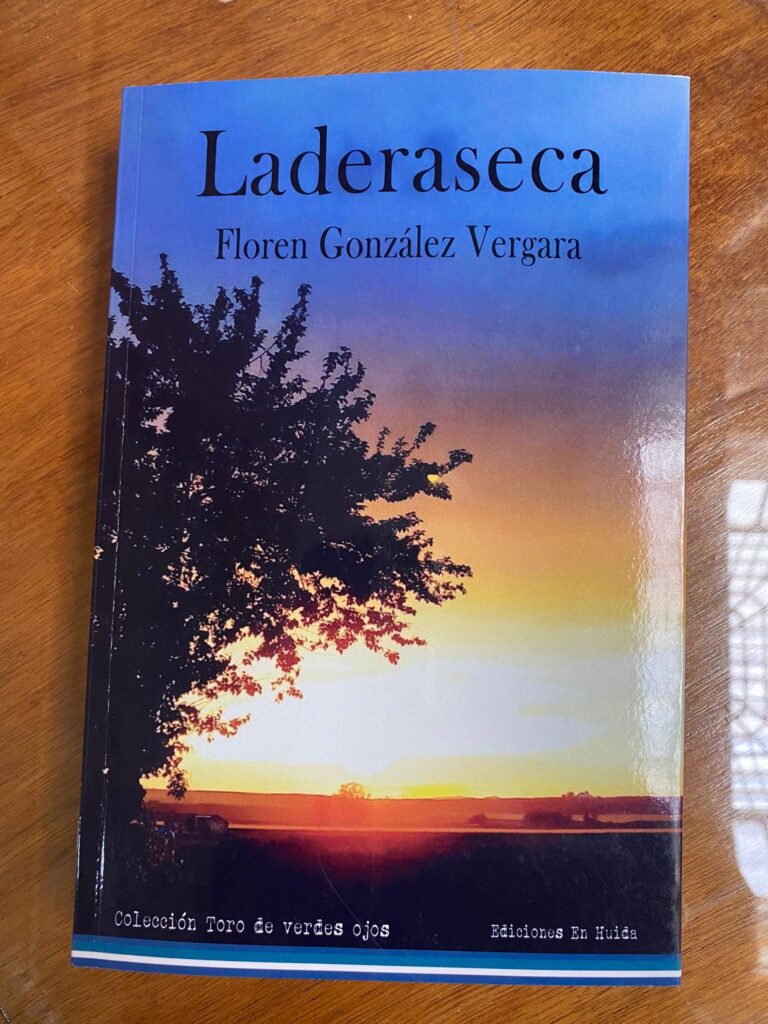 Laderaseca
Floren González Vergara
Colección Toro de verdes ojos
Ediciones En Huida